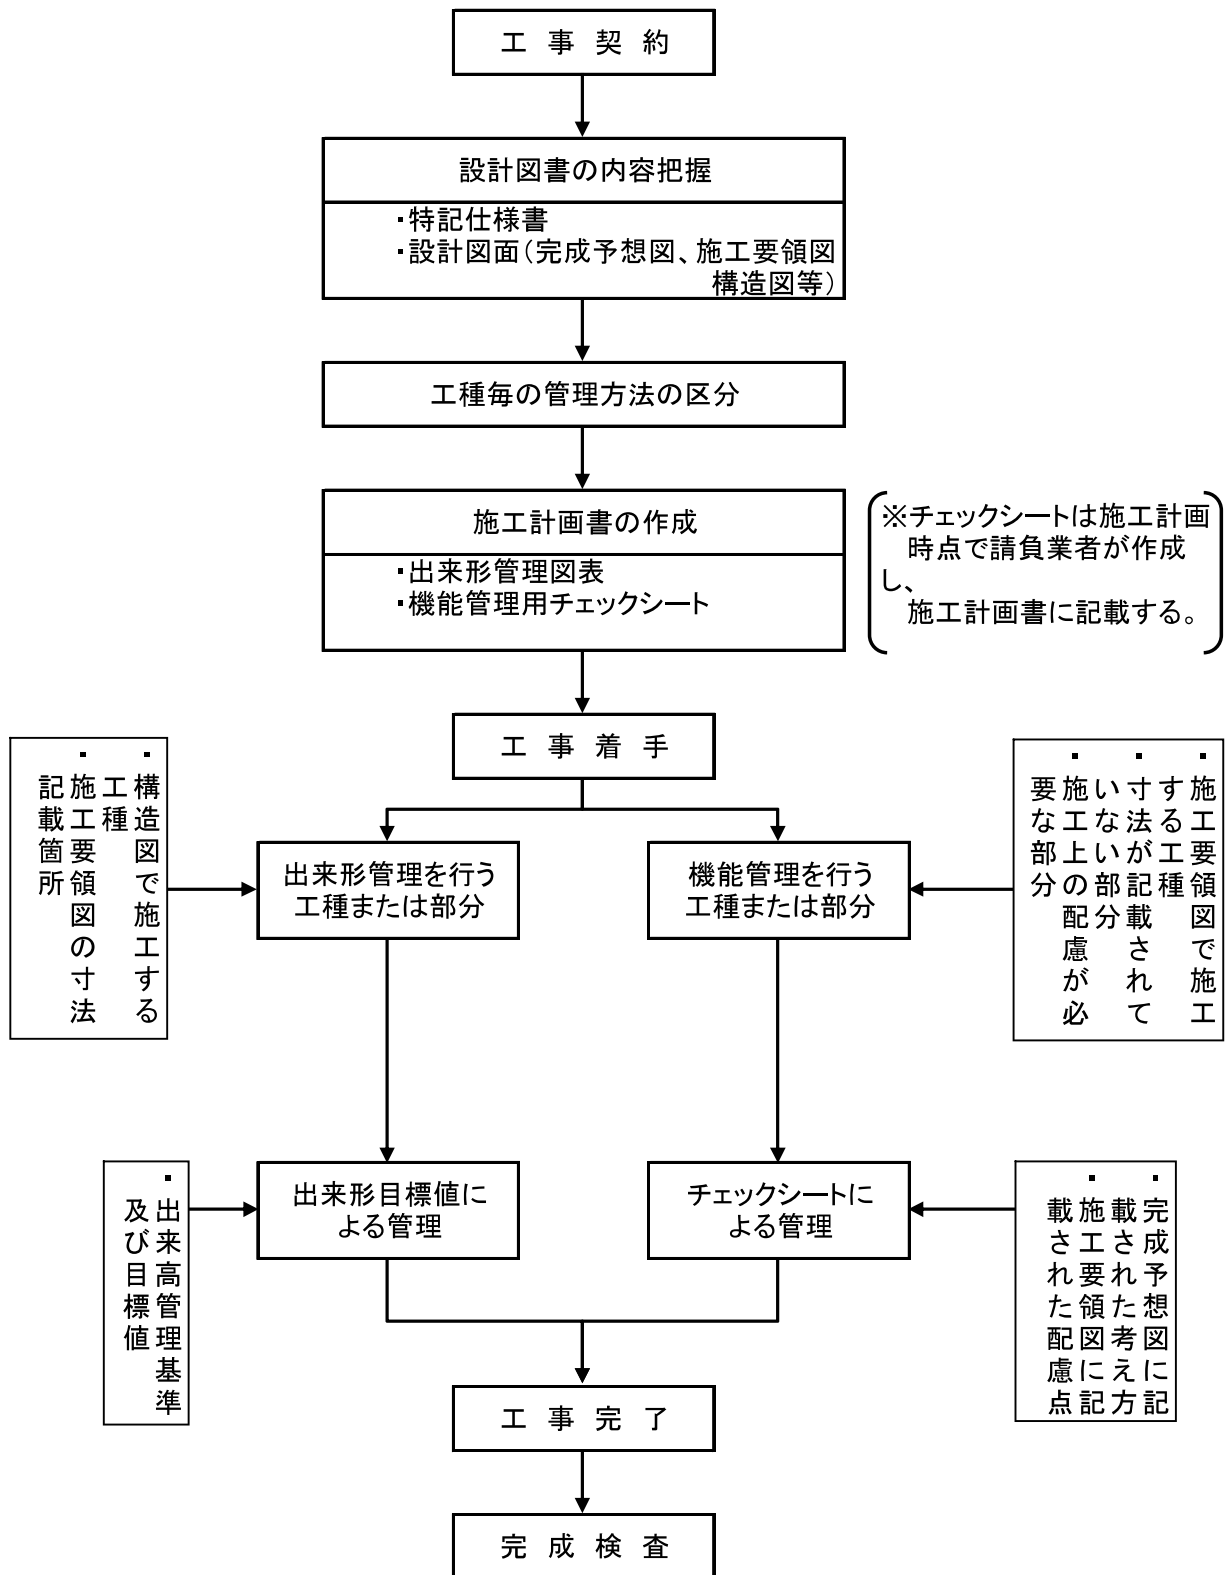 工事契約
設計図書の内容把握
・特記仕様書
・設計図面(完成予想図、施工要領図
構造図等)
工種毎の管理方法の区分
施工計画書の作成
・出来形管理図表
・機能管理用チェックシート
※チェックシートは施工計画
時点で請負業者が作成
し、
施工計画書に記載する。
工事着手
・構造図で施工する
工種
・施工要領図の寸法
記載箇所
出来形管理を行う
工種または部分
機能管理を行う
工種または部分
・施工要領図で施工
する工種
・寸法が記載されて
いない部分
・施工上の配慮が必
要な部分
・出来高管理基準
及び目標値
出来形目標値に
よる管理
チェックシートに
よる管理
・完成予想図に記
載された考え方
・施工要領図に記
載された配慮点
工事完了
完成検査